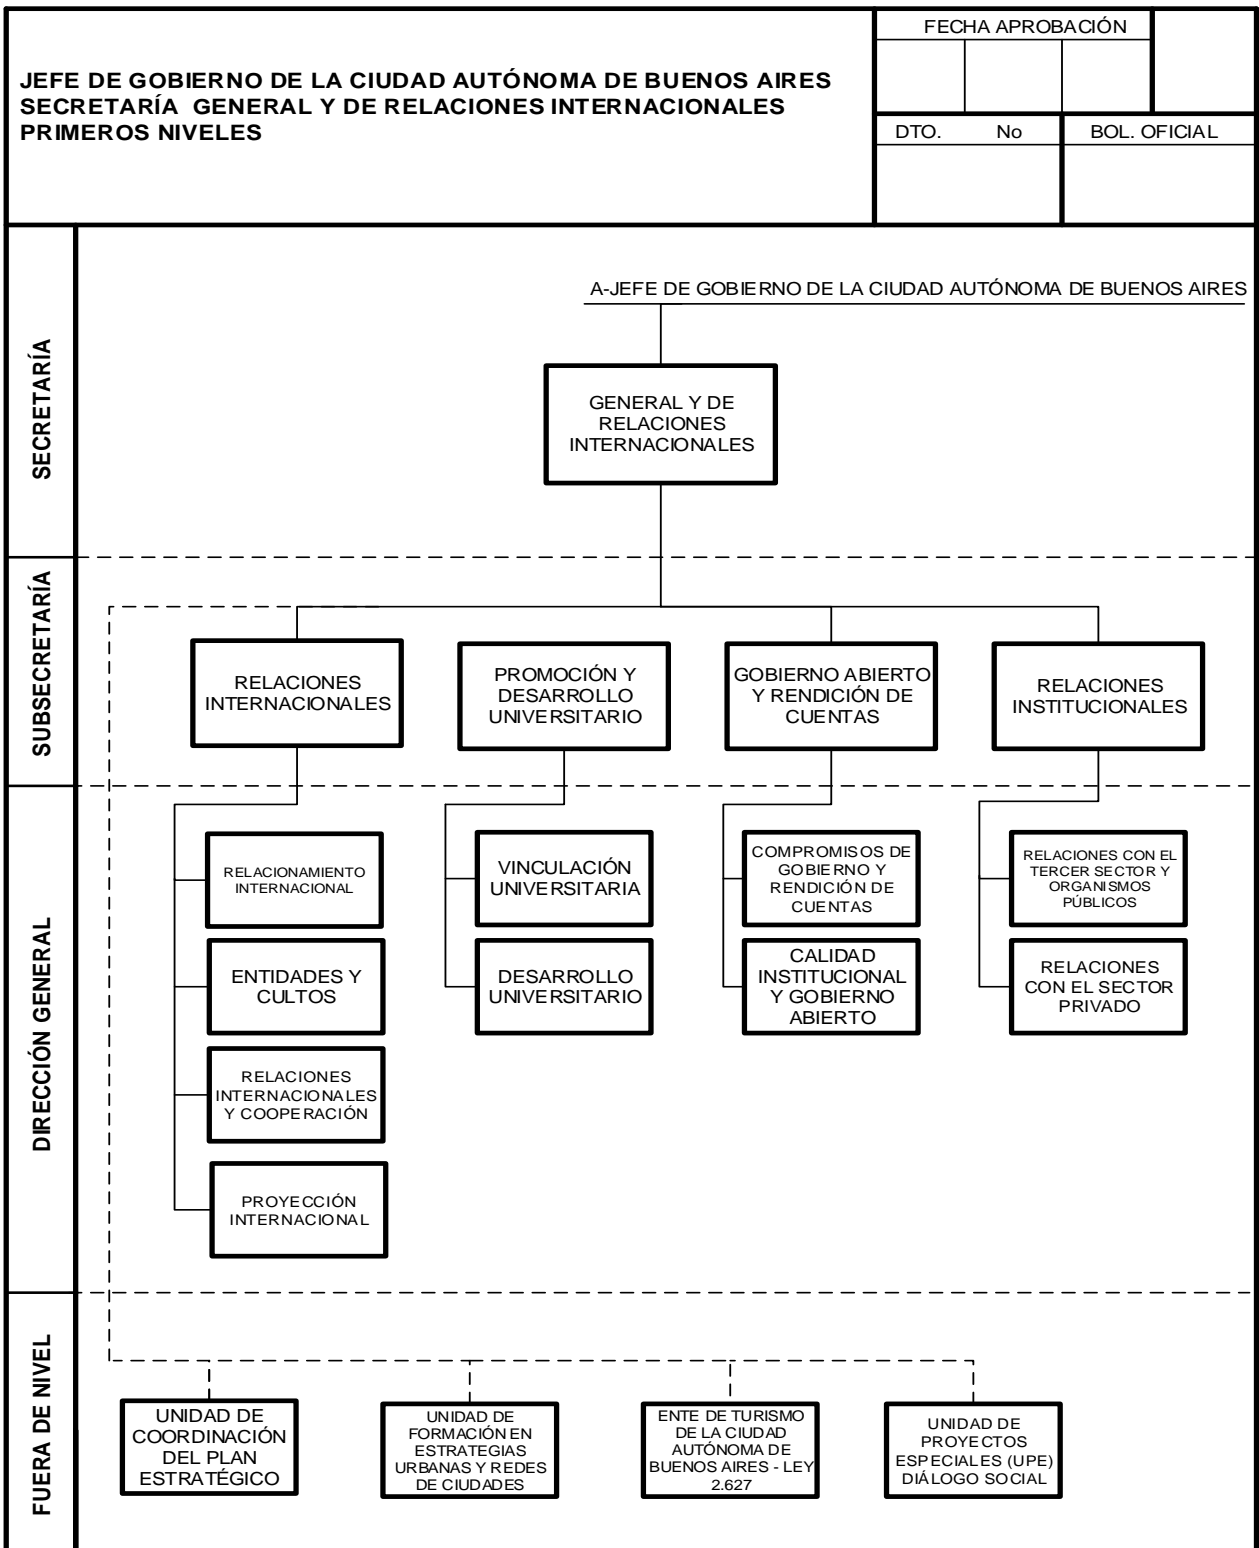 JEFE DE GOBIERNO DE LA CIUDAD AUTÓNOMA DE BUENOS AIRES
SECRETARÍA GENERAL Y DE RELACIONES INTERNACIONALES
PRIMEROS NIVELES
FECHA APROBACIÓN
DTO. No
BOL. OFICIAL
SECRETARÍA
A-JEFE DE GOBIERNO DE LA CIUDAD AUTÓNOMA DE BUENOS AIRES
GENERAL Y DE
RELACIONES
INTERNACIONALES
SUBSECRETARÍA
RELACIONES
INTERNACIONALES
PROMOCIÓN Y
DESARROLLO
UNIVERSITARIO
GOBIERNO ABIERTO
Y RENDICIÓN DE
CUENTAS
RELACIONES
INSTITUCIONALES
DIRECCIÓN GENERAL
RELACIONAMIENTO
INTERNACIONAL
ENTIDADES Y
CULTOS
RELACIONES
INTERNACIONALES
Y COOPERACIÓN
PROYECCIÓN
INTERNACIONAL
VINCULACIÓN
UNIVERSITARIA
DESARROLLO
UNIVERSITARIO
COMPROMISOS DE
GOBIERNO Y
RENDICIÓN DE
CUENTAS
CALIDAD
INSTITUCIONAL
Y GOBIERNO
ABIERTO
RELACIONES CON EL
TERCER SECTOR Y
ORGANISMOS
PÚBLICOS
RELACIONES
CON EL SECTOR
PRIVADO
FUERA DE NIVEL
UNIDAD DE
COORDINACIÓN
DEL PLAN
ESTRATÉGICO
UNIDAD DE
FORMACIÓN EN
ESTRATEGIAS
URBANAS Y REDES
DE CIUDADES
ENTE DE TURISMO
DE LA CIUDAD
AUTÓNOMA DE
BUENOS AIRES - LEY
2.627
UNIDAD DE
PROYECTOS
ESPECIALES (UPE)
DIÁLOGO SOCIAL